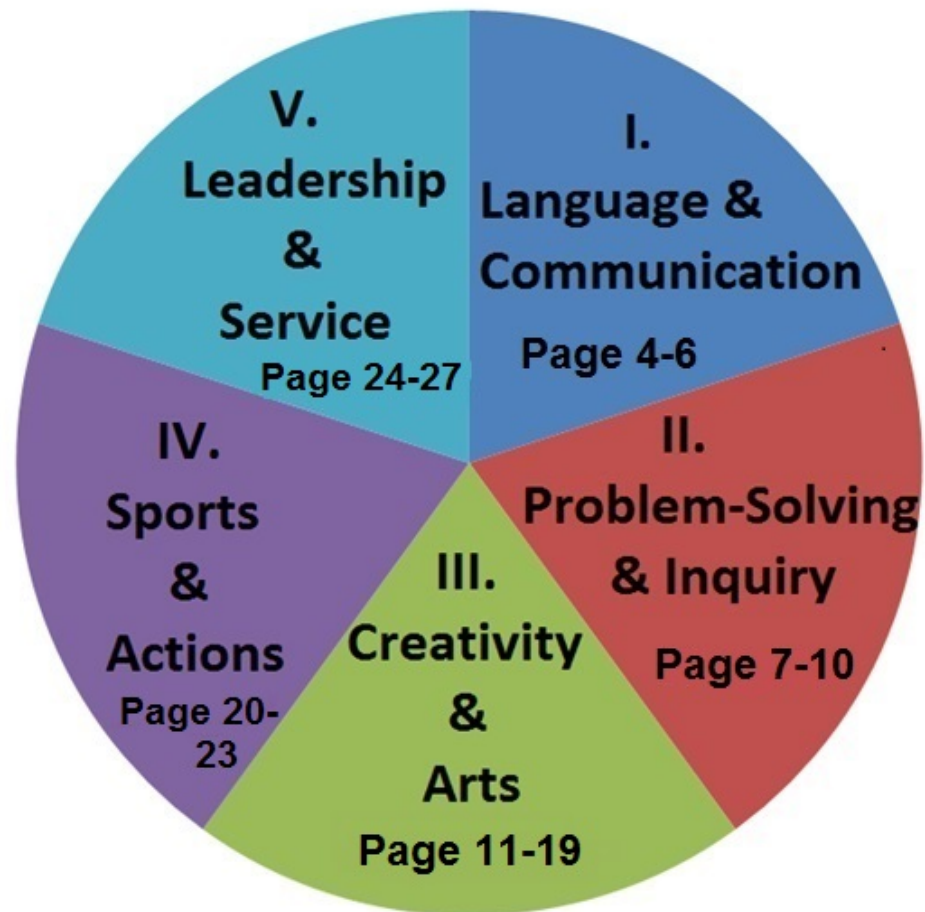 I.
Language &
Communication
Page 4-6
II.
Problem-Solving
& Inquiry
Page 7-10
III.
Creativity
&
Arts
Page 11-19
IV.
Sports
&
Actions
Page 20-
23
V.
Leadership
&
Service
Page 24-27